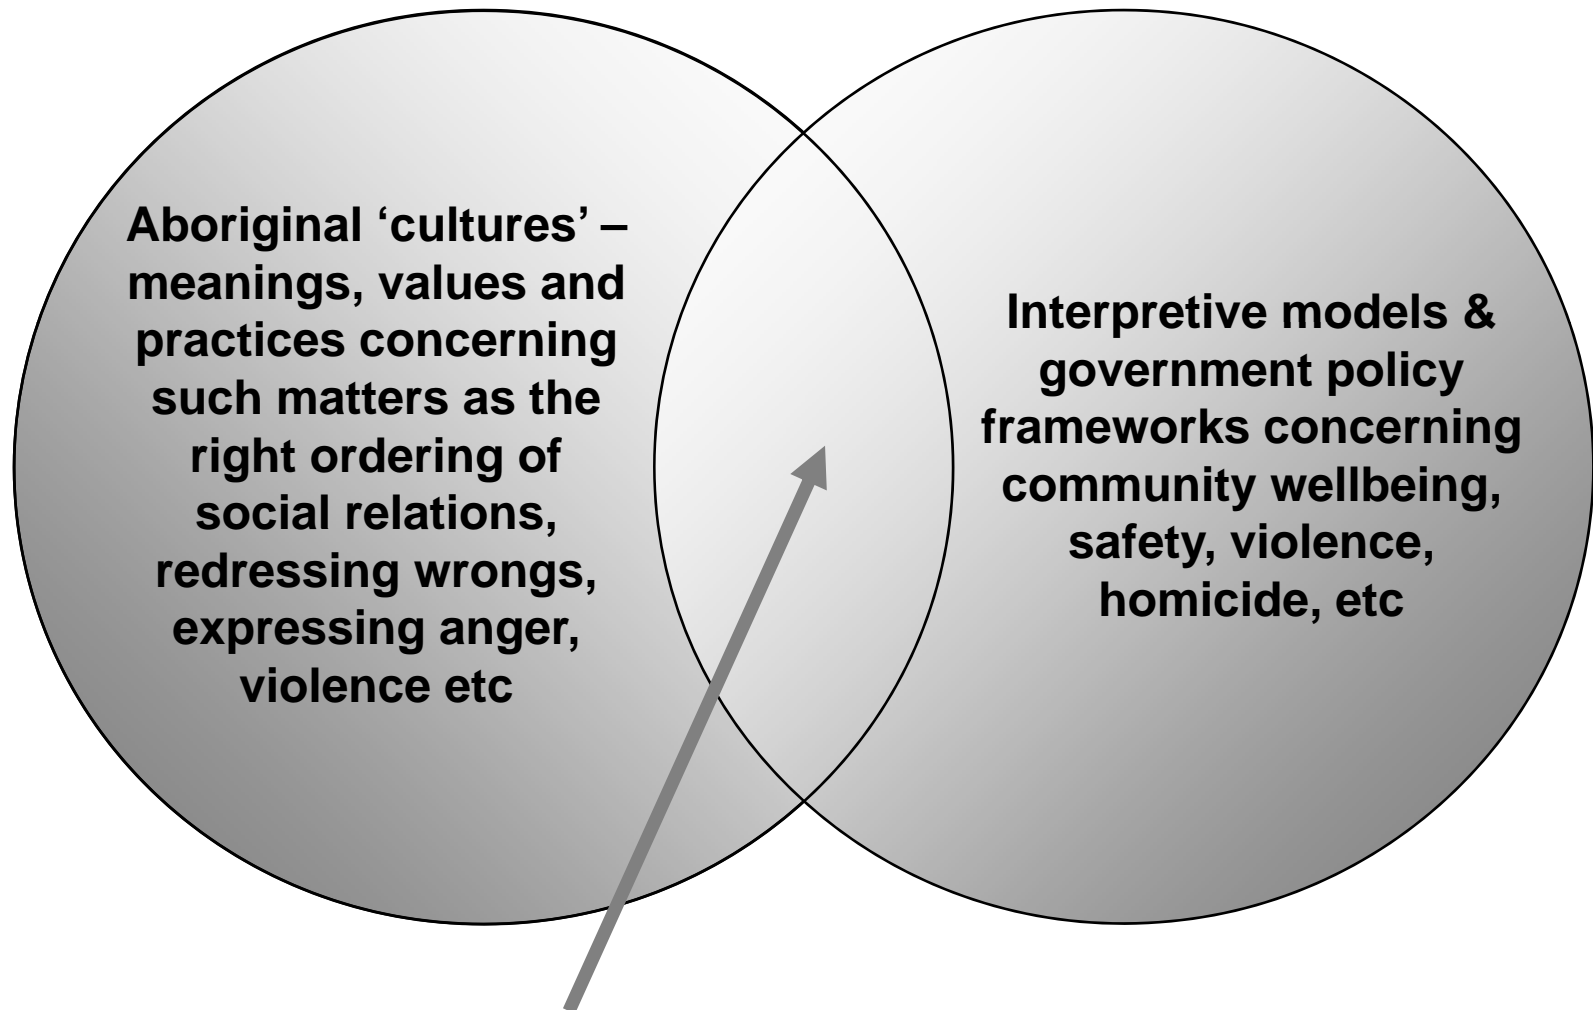 Aboriginal ‘cultures’ –
meanings, values and
practices concerning
such matters as the
right ordering of
social relations,
redressing wrongs,
expressing anger,
violence etc
Interpretive models &
government policy
frameworks concerning
community wellbeing,
safety, violence,
homicide, etc